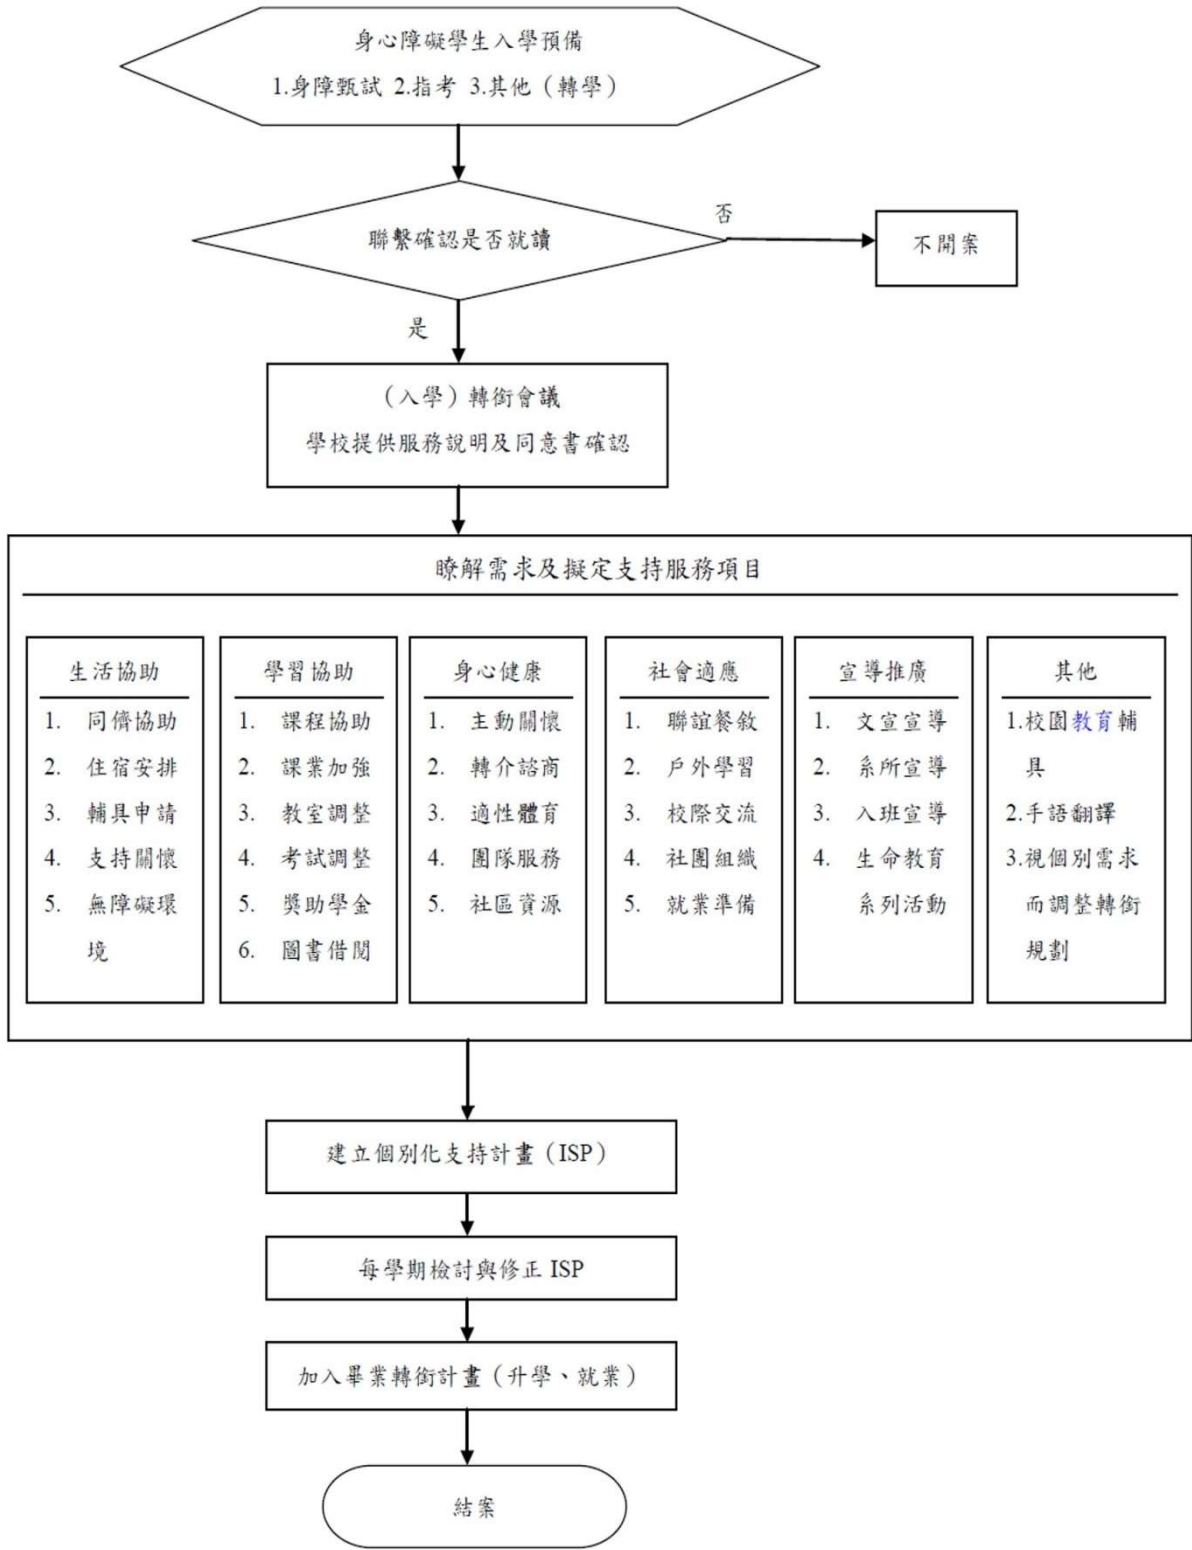 身心障礙學生入學預備
1.身障甄試 2.指考 3.其他（轉學）
聯繫確認是否就讀
否
不開案
是
（入學）轉銜會議
學校提供服務說明及同意書確認
瞭解需求及擬定支持服務項目
生活協助
1. 同儕協助
2. 住宿安排
3. 輔具申請
4. 支持關懷
5. 無障礙環
境
學習協助
1. 課程協助
2. 課業加強
3. 教室調整
4. 考試調整
5. 獎助學金
6. 圖書借閱
身心健康
1. 主動關懷
2. 轉介諮商
3. 適性體育
4. 團隊服務
5. 社區資源
社會適應
1. 聯誼餐敘
2. 戶外學習
3. 校際交流
4. 社團組織
5. 就業準備
宣導推廣
1. 文宣宣導
2. 系所宣導
3. 入班宣導
4. 生命教育
系列活動
其他
1.校園教育輔
具
2.手語翻譯
3.視個別需求
而調整轉銜
規劃
建立個別化支持計畫（ISP）
每學期檢討與修正 ISP
加入畢業轉銜計畫（升學、就業）
結案